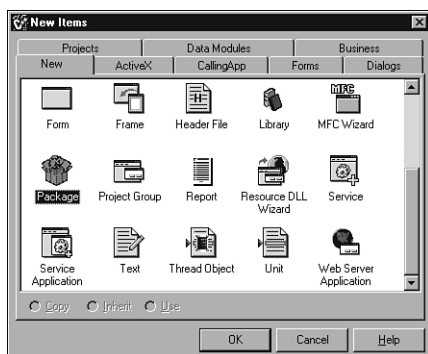 New Items
Projects Data Modules Business
New ActiveX CallingApp Forms Dialogs
Form Frame Header File Library MFC Wizard
MFC
Package Project Group Report Resource DLL Wizard Service
Service Application Text Thread Object Unit Web Server Application
Copy Inherit Use
OK Cancel Help